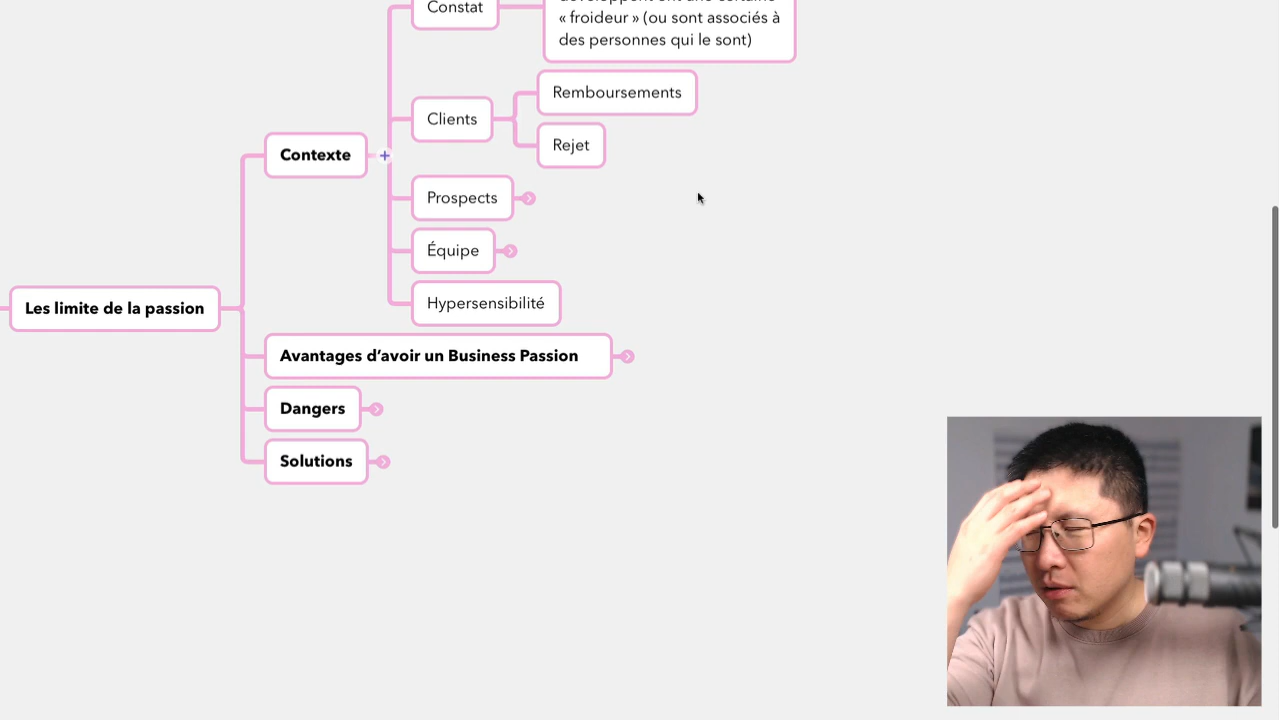 Constat
« froideur » (ou sont associés à
des personnes qui le sont)
Remboursements
Clients
Rejet
Contexte
Prospects
Équipe
Hypersensibilité
Les limite de la passion
Avantages d’avoir un Business Passion
Dangers
Solutions